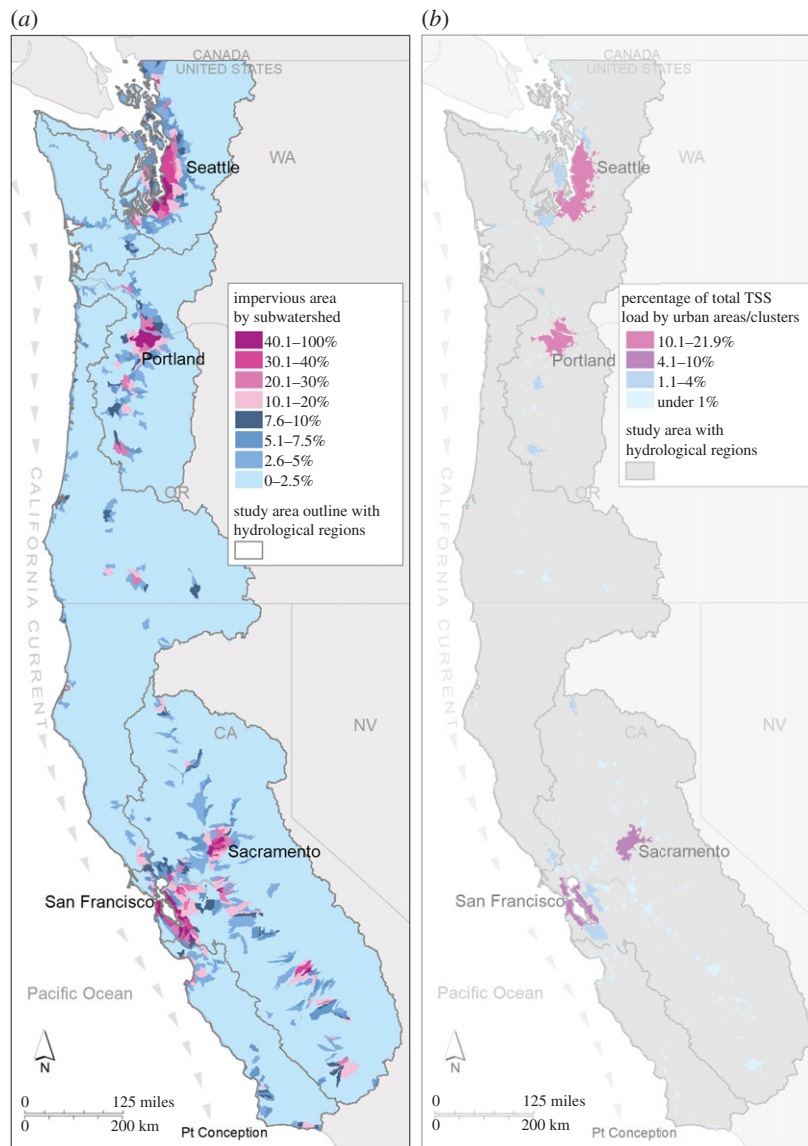 (a)
CANADA
UNITED STATES
WA
Seattle
impervious area
by subwatershed
40.1–100%
30.1–40%
20.1–30%
10.1–20%
7.6–10%
5.1–7.5%
2.6–5%
0–2.5%
study area outline with
hydrological regions
Portland
OR
CALIFORNIA CURRENT
CA
NV
Sacramento
San Francisco
Pacific Ocean
N
0 125 miles
0 200 km
Pt Conception
(b)
CANADA
UNITED STATES
WA
Seattle
percentage of total TSS
load by urban areas/clusters
10.1–21.9%
4.1–10%
1.1–4%
under 1%
study area with
hydrological regions
Portland
OR
CALIFORNIA CURRENT
CA
NV
Sacramento
San Francisco
Pacific Ocean
N
0 125 miles
0 200 km
Pt Conception